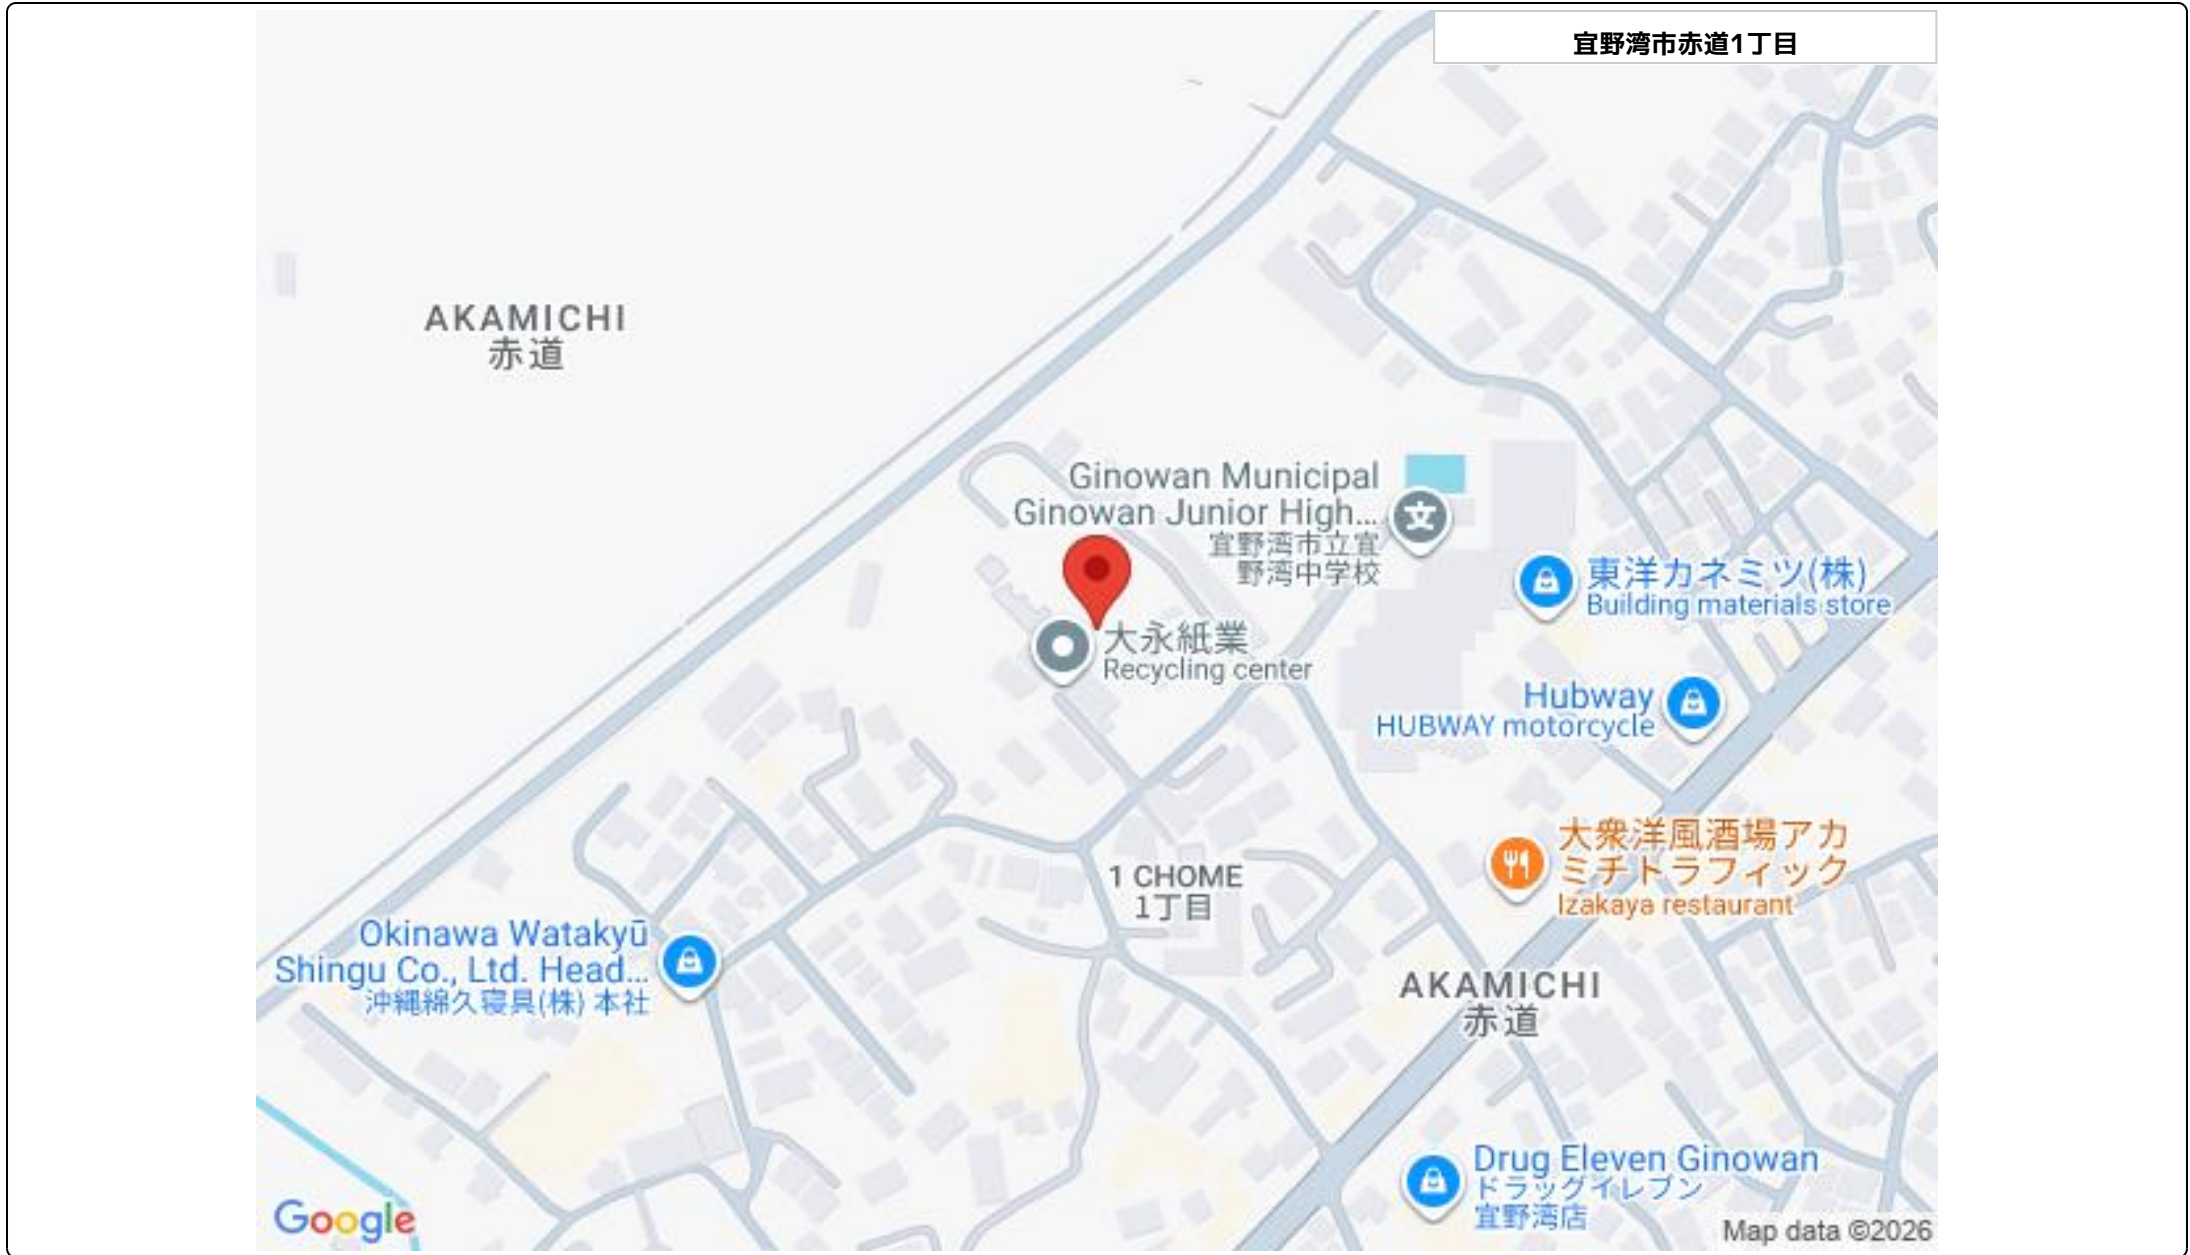 宜野湾市赤道1丁目
AKAMICHI
赤道
Ginowan Municipal
Ginowan Junior High...
宜野湾市立宜
野湾中学校
東洋カネミツ(株)
Building materials store
大永紙業
Recycling center
Hubway
HUBWAY motorcycle
大衆洋風酒場アカ
ミチトラフィック
Izakaya restaurant
1 CHOME
1丁目
Okinawa Watakyū
Shingu Co., Ltd. Head...
沖縄綿久寝具(株) 本社
AKAMICHI
赤道
Drug Eleven Ginowan
ドラッグイレブン
宜野湾店
Google
Map data ©2026